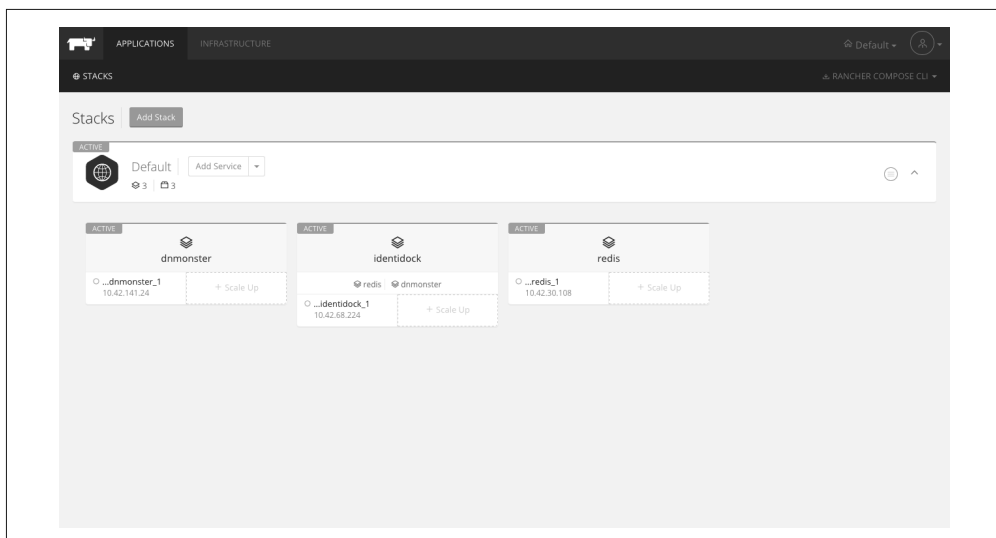 APPLICATIONS INFRASTRUCTURE Default
STACKS RANCHER COMPOSE CLI
Stacks Add Stack
ACTIVE
Default Add Service
3 3
ACTIVE ACTIVE ACTIVE
dnmonster identidock redis
...dnmonster_1
10.42.141.24
+ Scale Up
redis dnmonster
...identidock_1
10.42.68.224
+ Scale Up
...redis_1
10.42.30.108
+ Scale Up